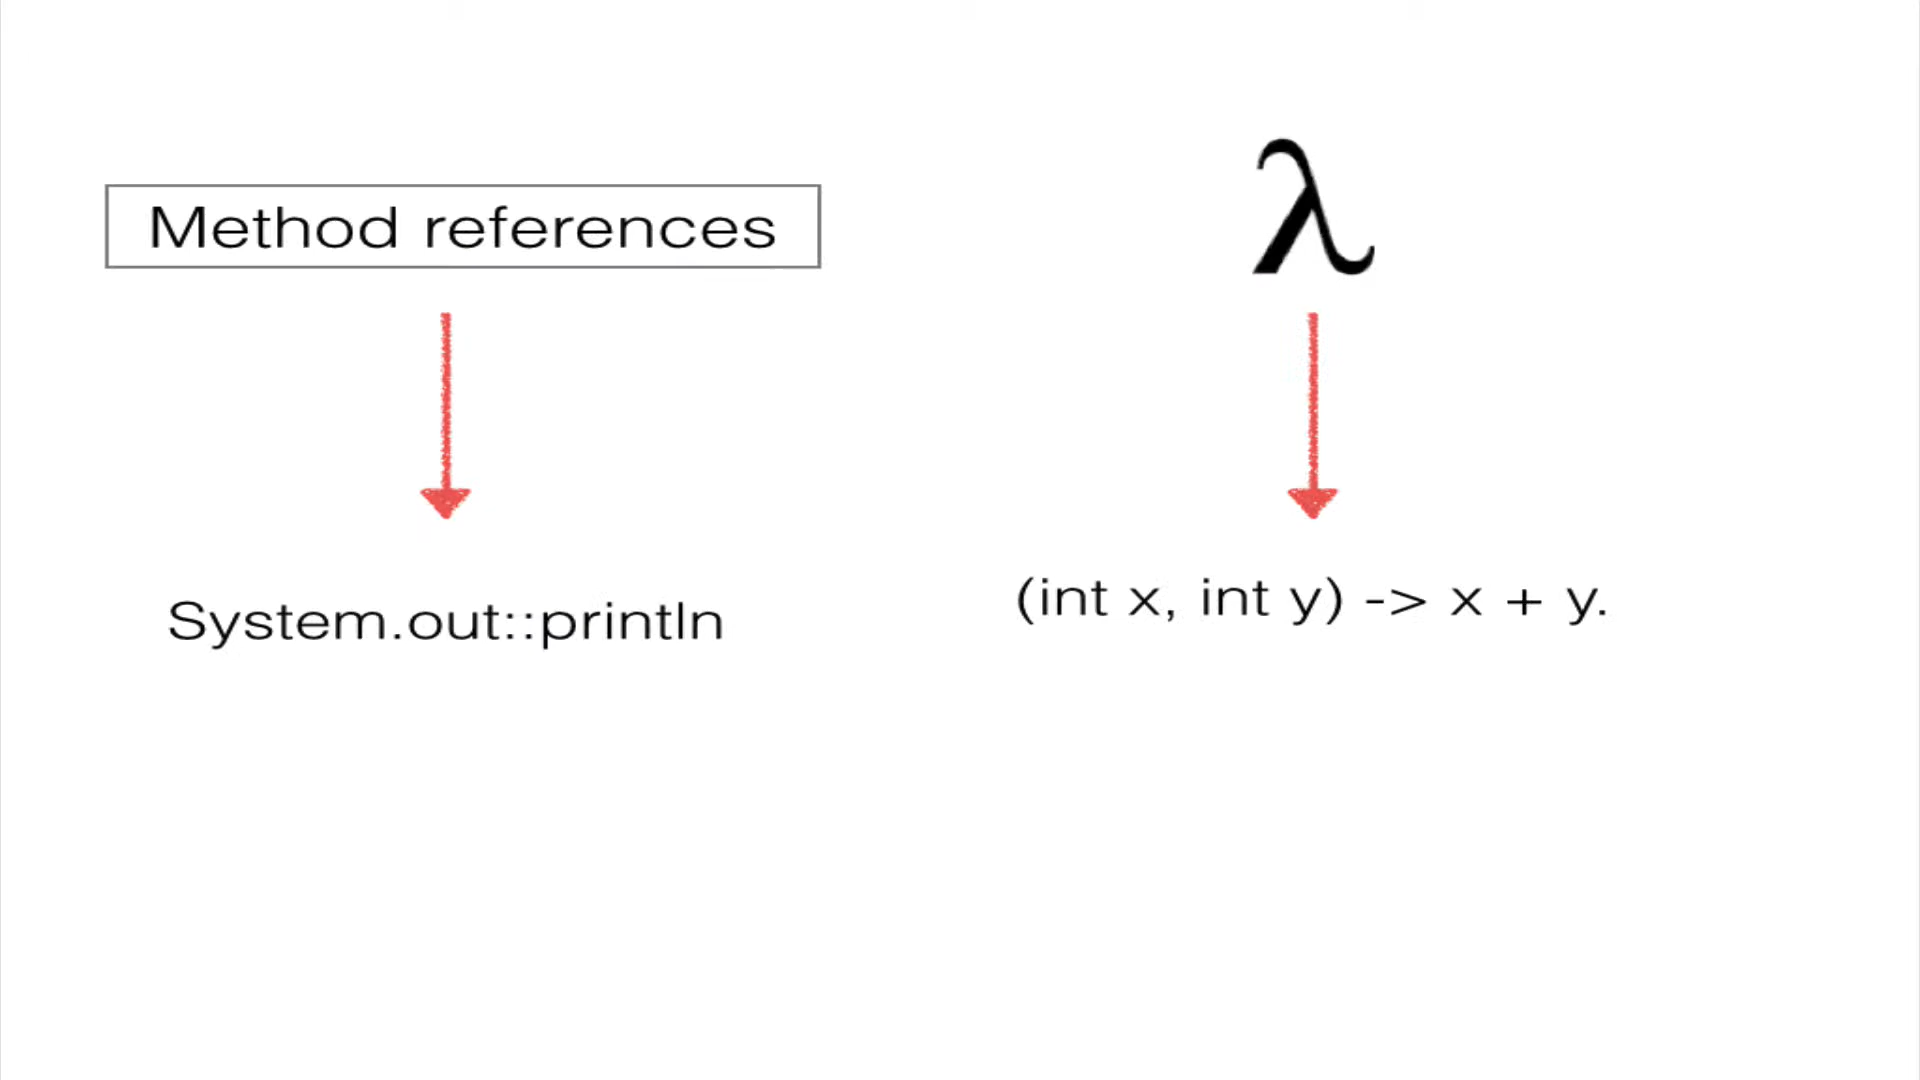 Method references
λ
System.out::println
(int x, int y) -> x + y.